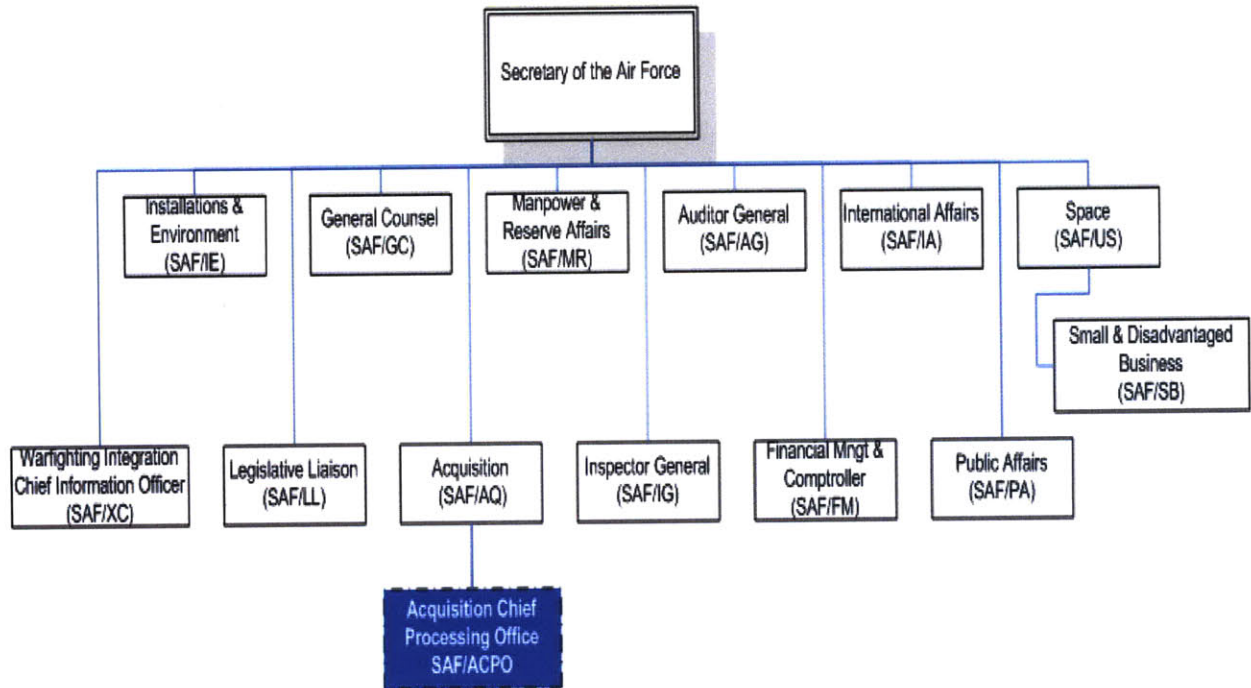 Secretary of the Air Force
Installations &
Environment
(SAF/IE)
General Counsel
(SAF/GC)
Manpower &
Reserve Affairs
(SAF/MR)
Auditor General
(SAF/AG)
International Affairs
(SAF/IA)
Space
(SAF/US)
Small & Disadvantaged
Business
(SAF/SB)
Warfighting Integration
Chief Information Officer
(SAF/XC)
Legislative Liaison
(SAF/LL)
Acquisition
(SAF/AQ)
Inspector General
(SAF/IG)
Financial Mngt &
Comptroller
(SAF/FM)
Public Affairs
(SAF/PA)
Acquisition Chief
Processing Office
SAF/ACPO